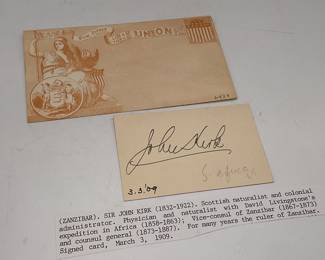 UNION
John Kirk
3.3'09
(ZANZIBAR). SIR JOHN KIRK (1832-1922). Scottish naturalist and colonial
administrator. Physician and naturalist with David Livingstone's
expedition in Africa (1858-1863); Vice-consul of Zanzibar (1867-1873)
and counsul general (1873-1887). For many years the ruler of Zanzibar.
Signed card, March 3, 1909.